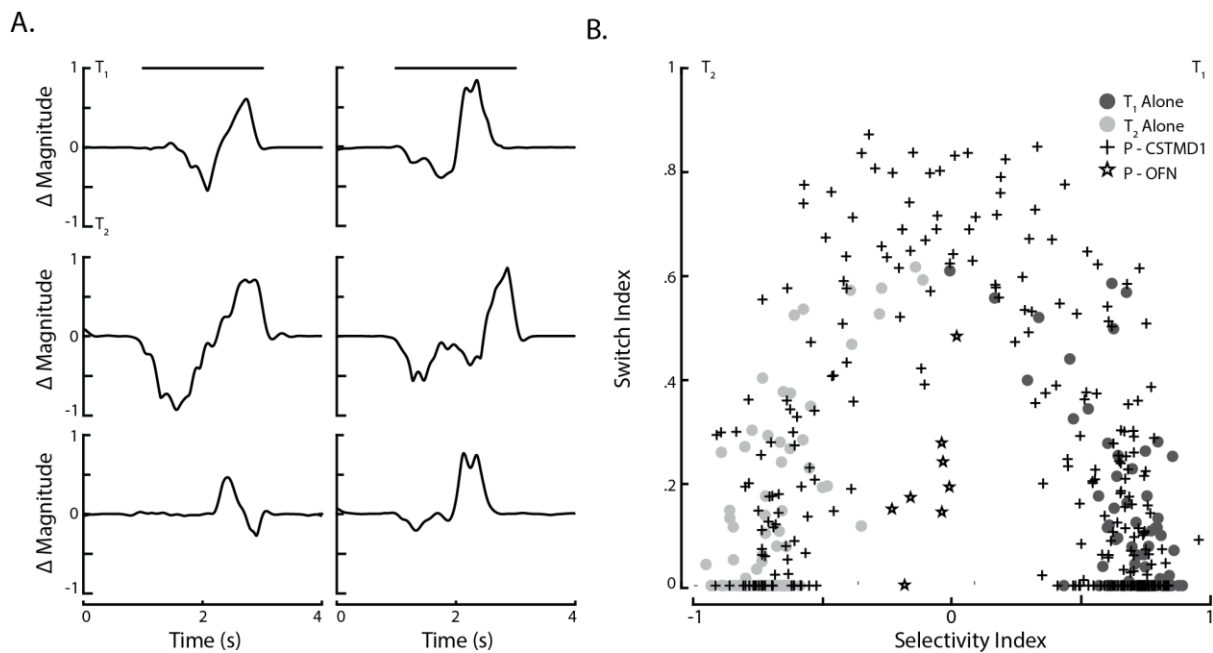 A.
1
T1
Δ Magnitude
0
-1
T2
1
Δ Magnitude
0
-1
1
Δ Magnitude
0
-1
0 2 4
0 2 4
Time (s)
Time (s)
B.
1
T2
T1
T1 Alone
T2 Alone
P - CSTMD1
P - OFN
.8
.6
Switch Index
.4
.2
0
-1 0 1
Selectivity Index